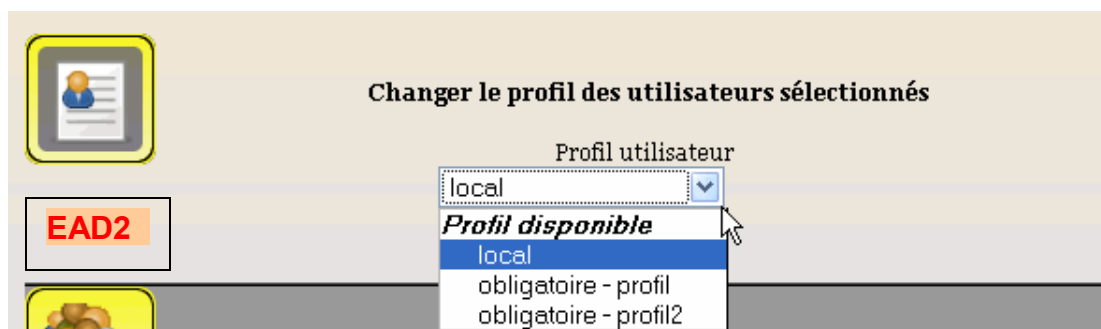 Changer le profil des utilisateurs sélectionnés
Profil utilisateur
local
EAD2
Profil disponible
local
obligatoire - profil
obligatoire - profil2